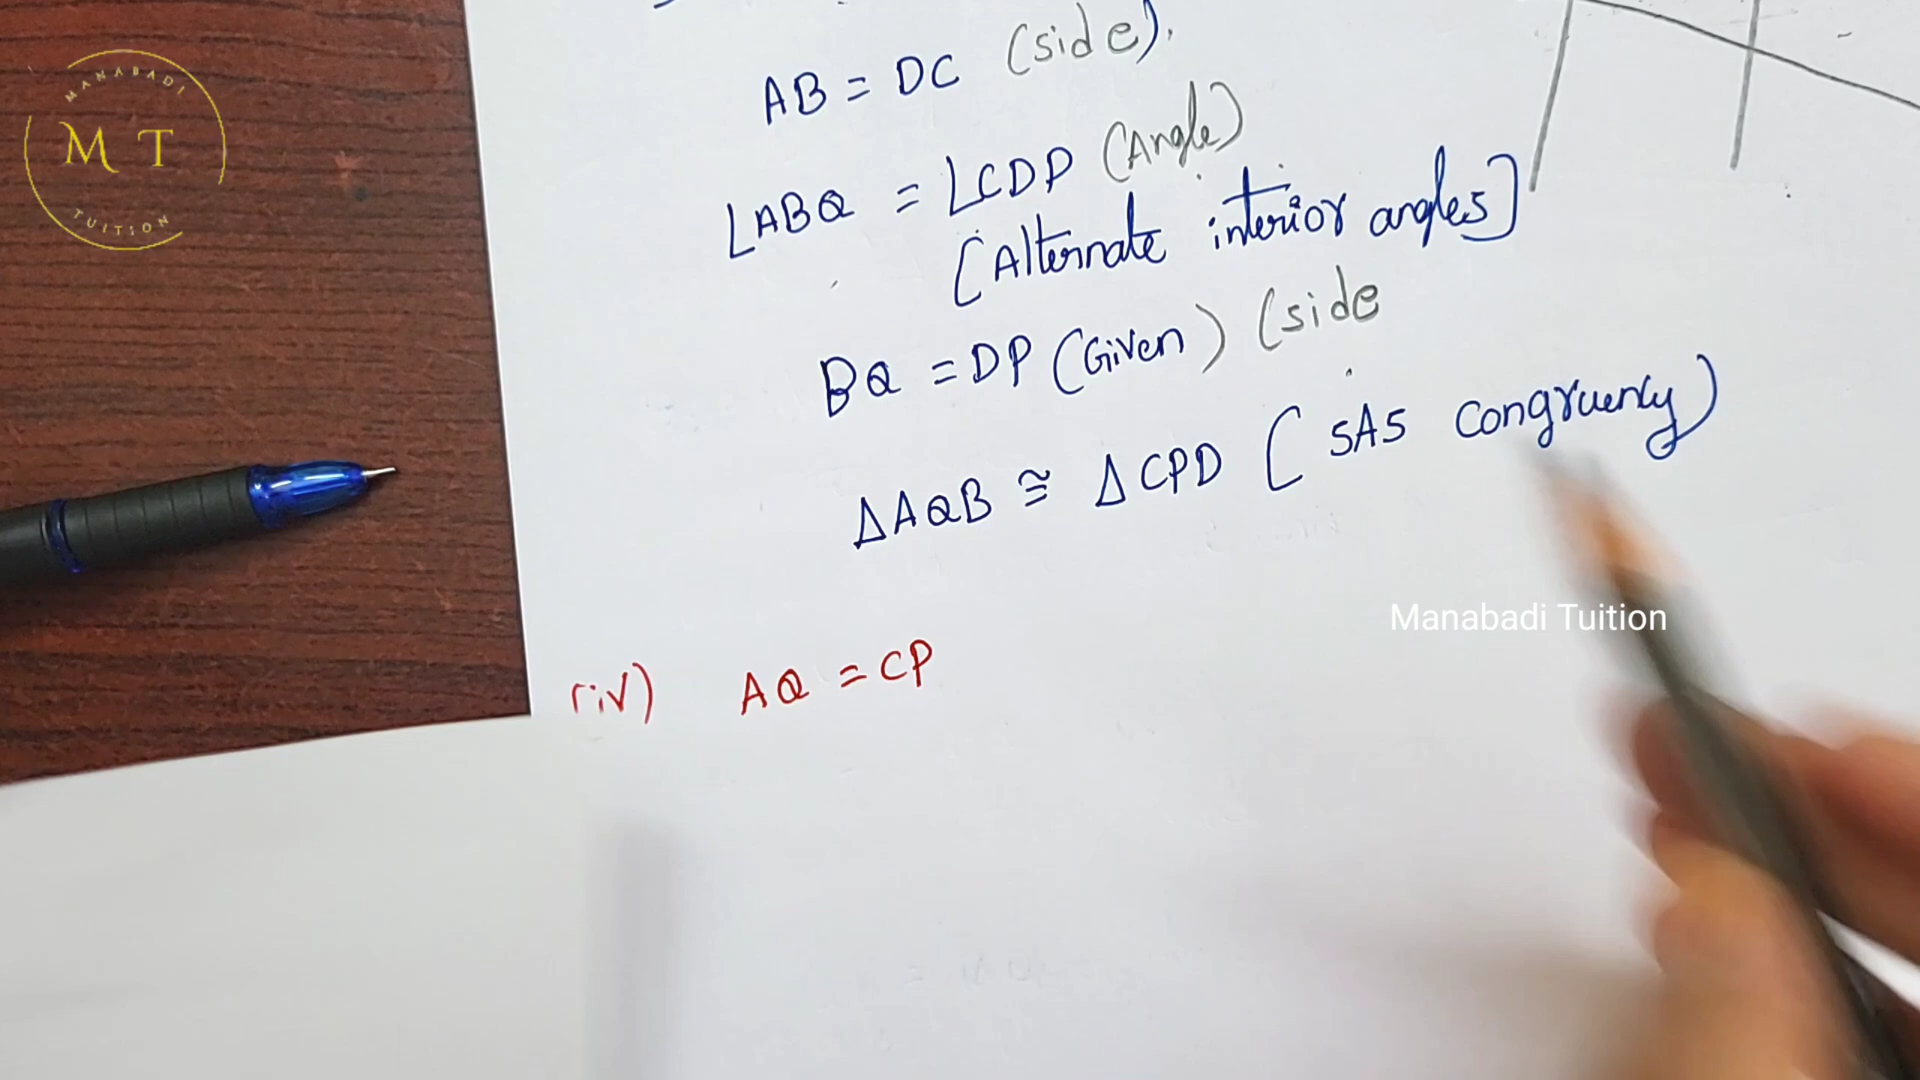 MANABADI
M T
TUITION
AB = DC (side).
∠ABQ = ∠CDP (Angle)
[Alternate interior angles]
BQ = DP (Given) (side
ΔAQB ≅ ΔCPD (SAS Congruency)
Manabadi Tuition
(iv) AQ = CP